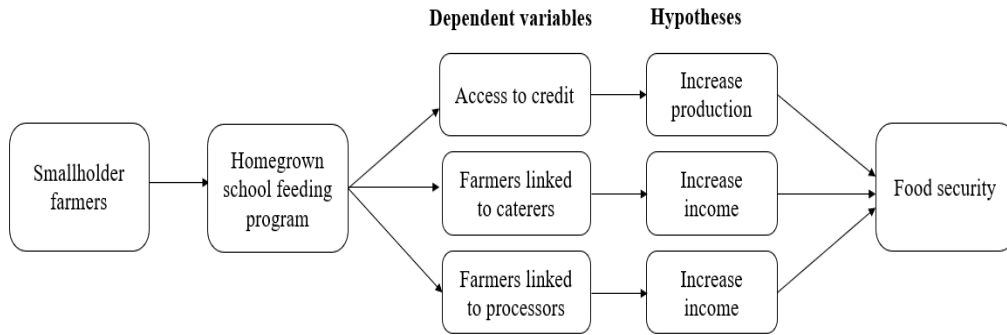 Dependent variables
Hypotheses
Smallholder
farmers
Homegrown
school feeding
program
Access to credit
Increase
production
Farmers linked
to caterers
Increase
income
Farmers linked
to processors
Increase
income
Food security